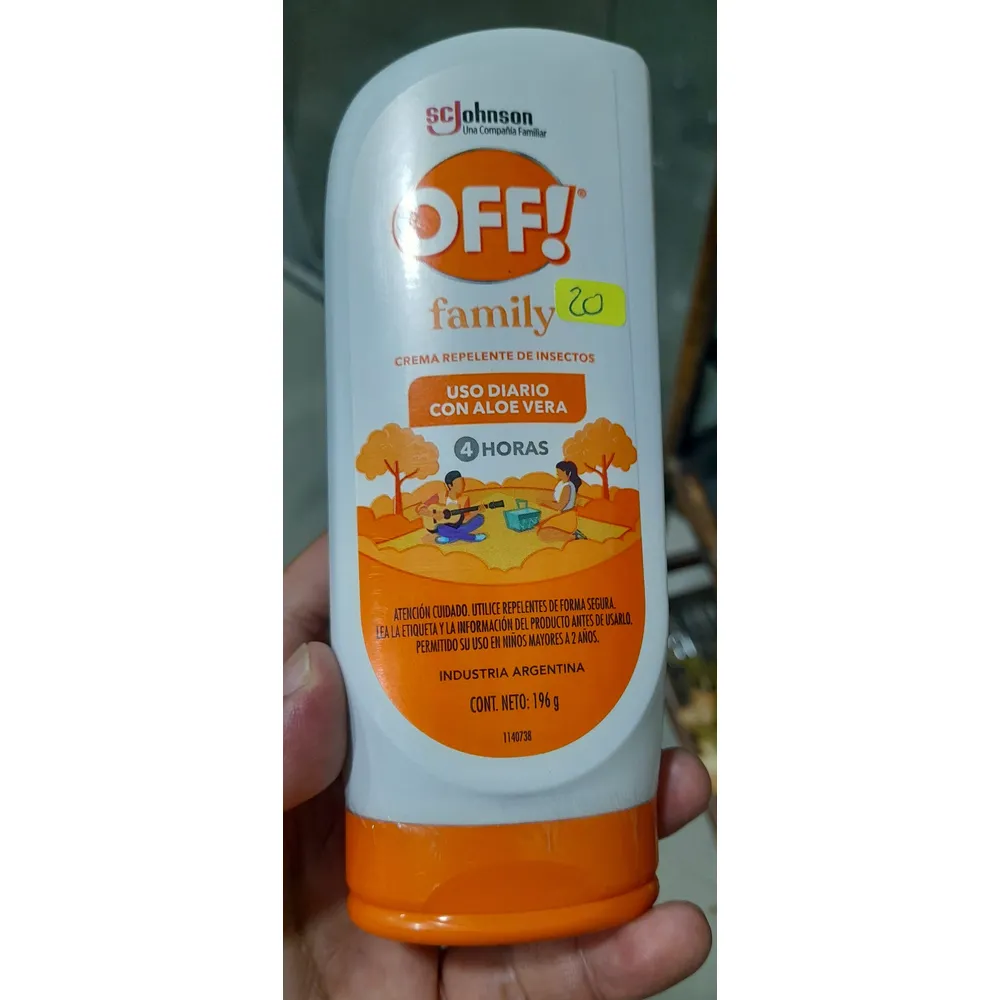 SC Johnson
Una Compañía Familiar
OFF!®
family
20
CREMA REPELENTE DE INSECTOS
USO DIARIO
CON ALOE VERA
4 HORAS
ATENCIÓN CUIDADO. UTILICE REPELENTES DE FORMA SEGURA.
LEA LA ETIQUETA Y LA INFORMACIÓN DEL PRODUCTO ANTES DE USARLO.
PERMITIDO SU USO EN NIÑOS MAYORES A 2 AÑOS.
INDUSTRIA ARGENTINA
CONT. NETO: 196 g
1140738